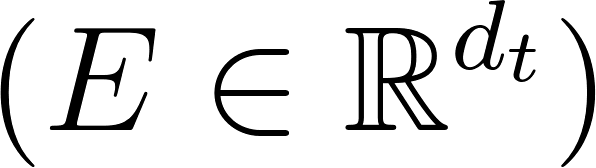 (E ∈ ℝ^{d_t})